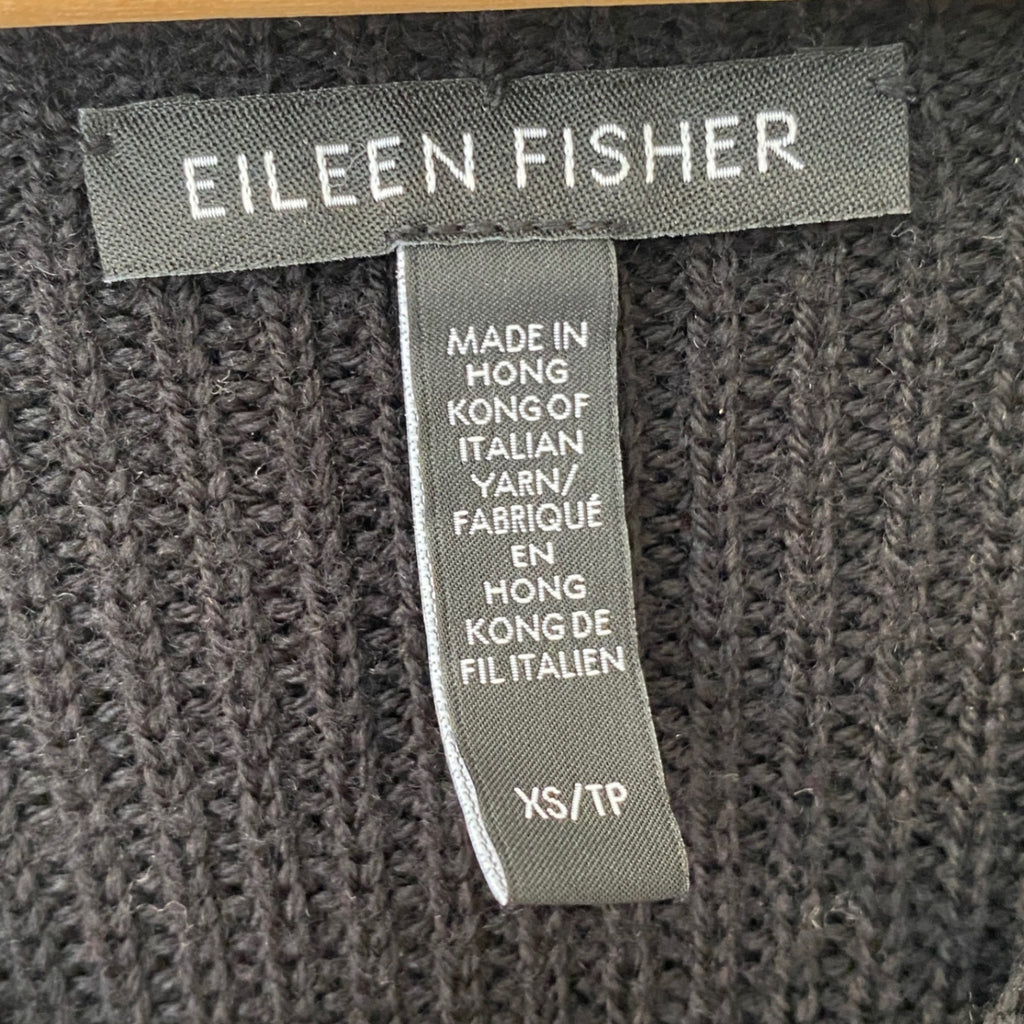 EILEEN FISHER
MADE IN
HONG
KONG OF
ITALIAN
YARN/
FABRIQUÉ
EN
HONG
KONG DE
FIL ITALIEN
XS/TP